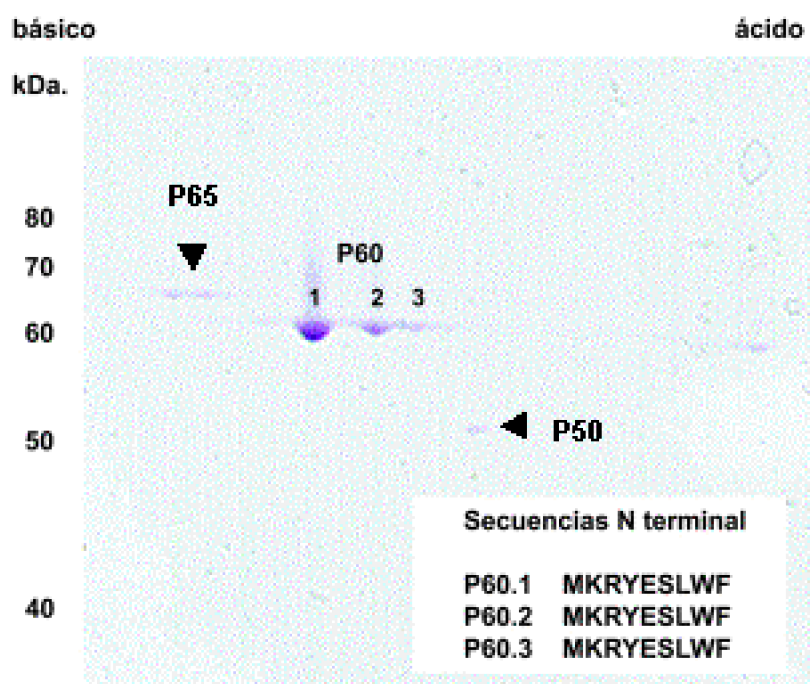 básico ácido
kDa.
P65
80
P60
70
1 2 3
60
50
P50
Secuencias N terminal
P60.1 MKRYESLWF
P60.2 MKRYESLWF
40
P60.3 MKRYESLWF